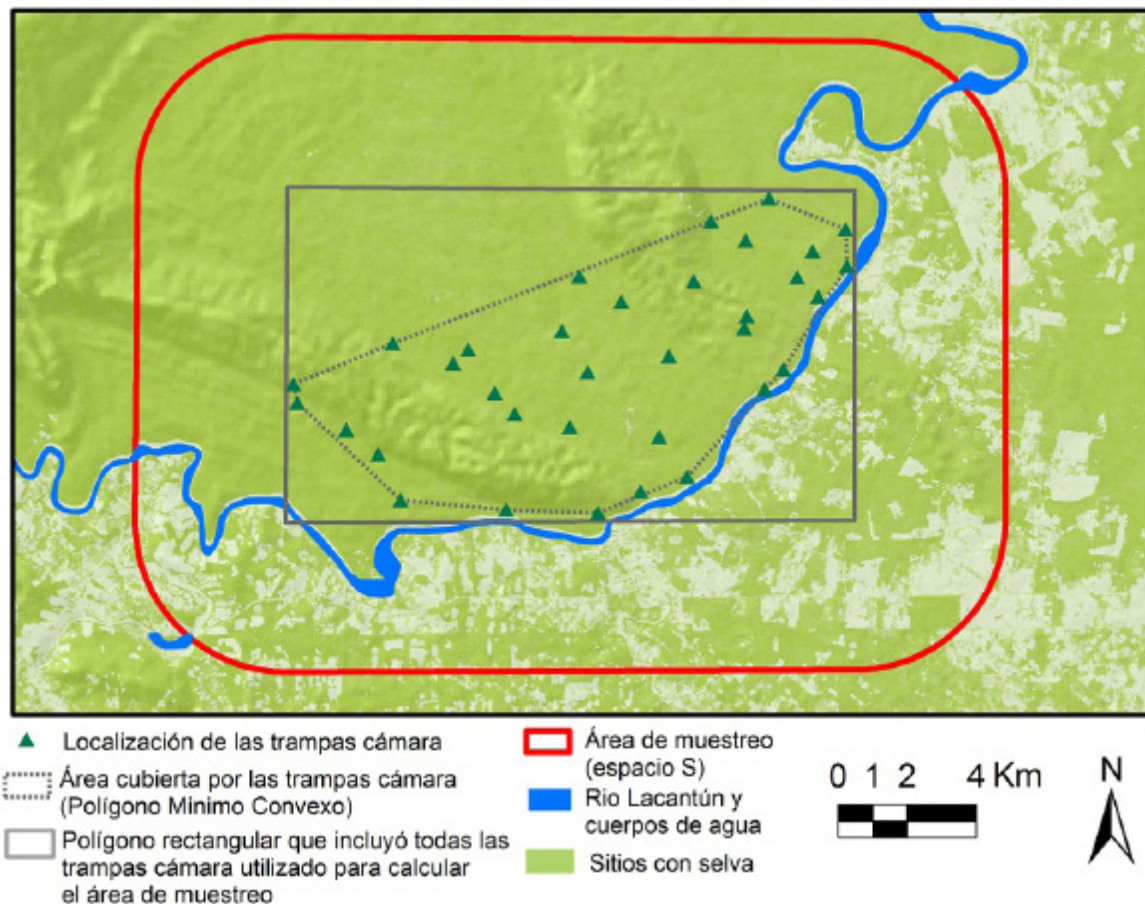 Localización de las trampas cámara
Área cubierta por las trampas cámara
(Polígono Minimo Convexo)
Polígono rectangular que incluyó todas las
trampas cámara utilizado para calcular
el área de muestreo
Área de muestreo
(espacio S)
Rio Lacantún y
cuerpos de agua
Sitios con selva
0 1 2 4 Km
N